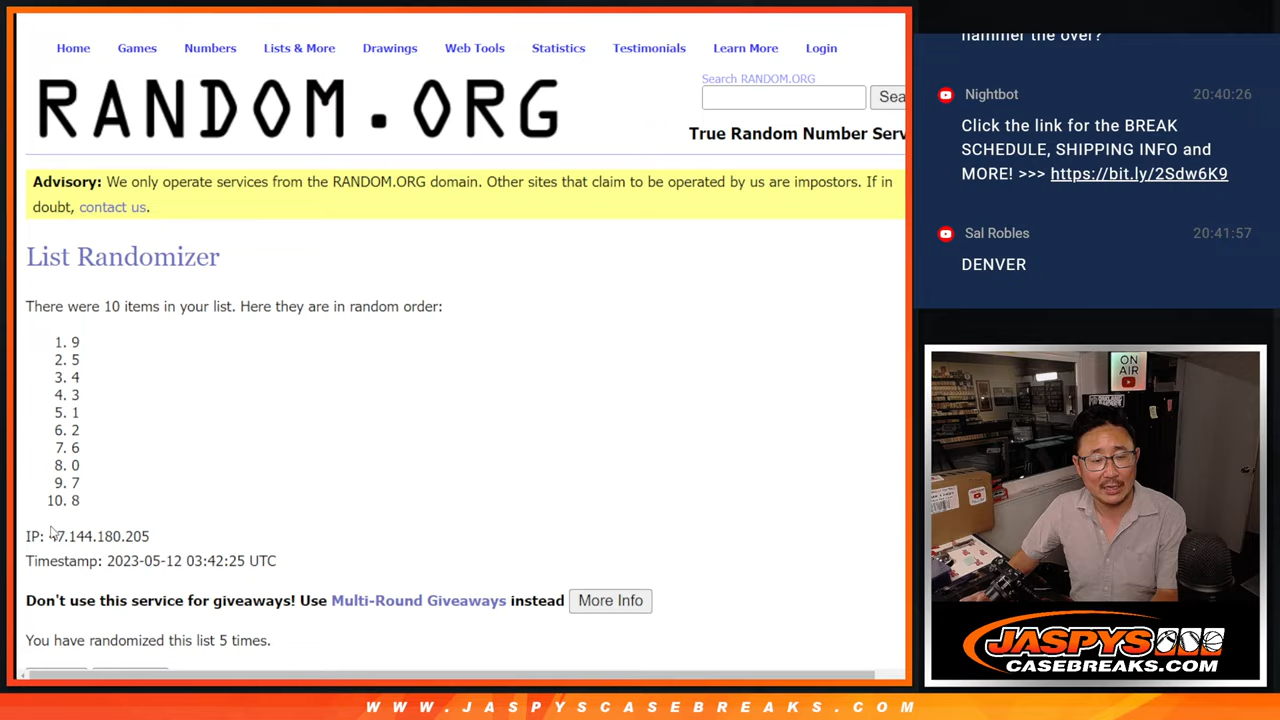 Home Games Numbers Lists & More Drawings Web Tools Statistics Testimonials Learn More Login
RANDOM.ORG
Search RANDOM.ORG
Sea
True Random Number Serv
Advisory: We only operate services from the RANDOM.ORG domain. Other sites that claim to be operated by us are impostors. If in
doubt, contact us.
List Randomizer
There were 10 items in your list. Here they are in random order:
1. 9
2. 5
3. 4
4. 3
5. 1
6. 2
7. 6
8. 0
9. 7
10. 8
IP: 7.144.180.205
Timestamp: 2023-05-12 03:42:25 UTC
Don't use this service for giveaways! Use Multi-Round Giveaways instead More Info
You have randomized this list 5 times.
hammer the over?
Nightbot 20:40:26
Click the link for the BREAK
SCHEDULE, SHIPPING INFO and
MORE! >>> https://bit.ly/2Sdw6K9
Sal Robles 20:41:57
DENVER
ON
AIR
JASPYS
CASEBREAKS.COM
WWW.JASPYSCASEBREAKS.COM